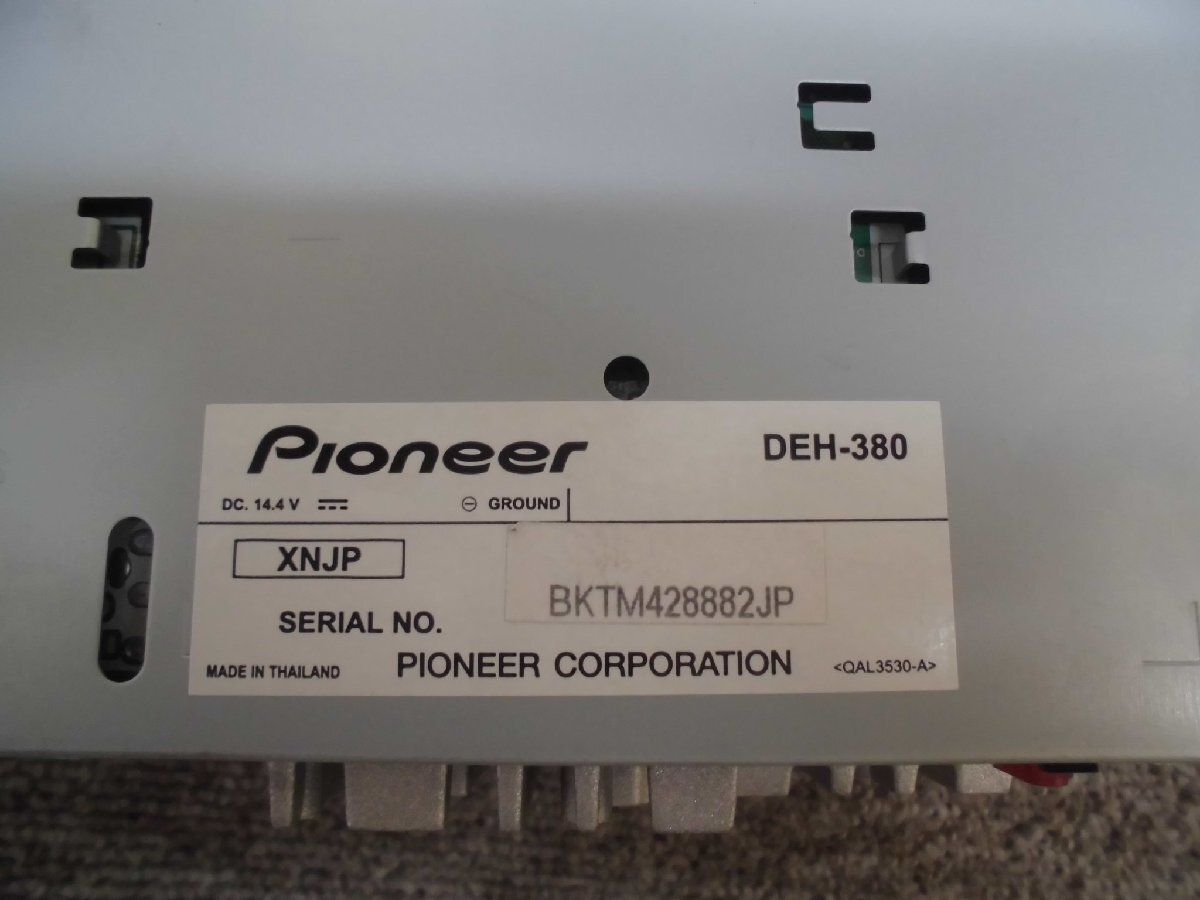 Pioneer DEH-380
DC. 14.4 V ⎓ ⊖ GROUND
XNJP
BKTM428882JP
SERIAL NO.
MADE IN THAILAND PIONEER CORPORATION <QAL3530-A>